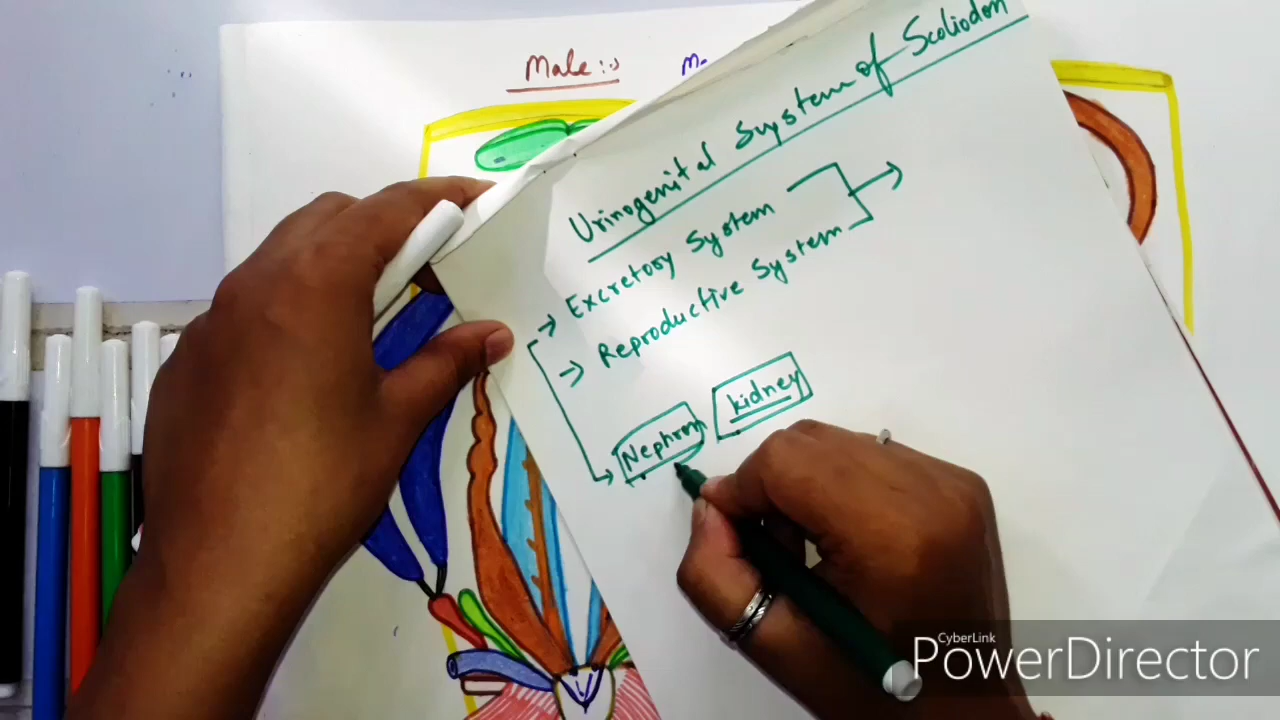 Male :->
Urinogenital System of Scoliodon
→ Excretory System
→ Reproductive System
Nephron
kidney
CyberLink
PowerDirector